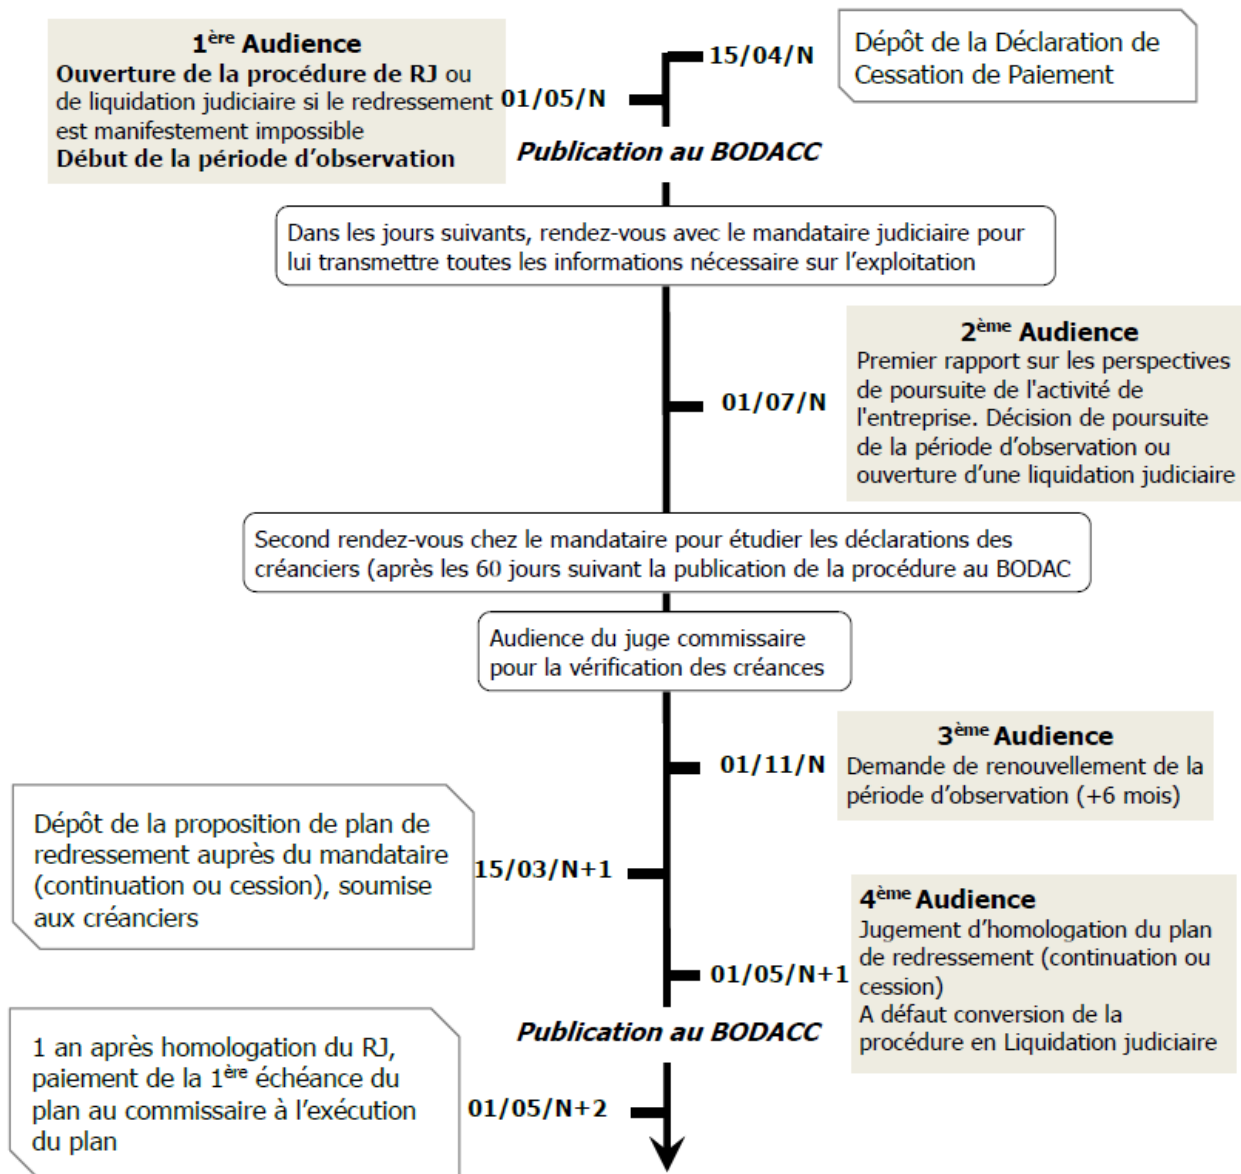 15/04/N
Dépôt de la Déclaration de
Cessation de Paiement
1ère Audience
Ouverture de la procédure de RJ ou
de liquidation judiciaire si le redressement
est manifestement impossible
Début de la période d'observation
01/05/N
Publication au BODACC
Dans les jours suivants, rendez-vous avec le mandataire judiciaire pour
lui transmettre toutes les informations nécessaire sur l'exploitation
01/07/N
2ème Audience
Premier rapport sur les perspectives
de poursuite de l'activité de
l'entreprise. Décision de poursuite
de la période d'observation ou
ouverture d'une liquidation judiciaire
Second rendez-vous chez le mandataire pour étudier les déclarations des
créanciers (après les 60 jours suivant la publication de la procédure au BODAC
Audience du juge commissaire
pour la vérification des créances
01/11/N
3ème Audience
Demande de renouvellement de la
période d'observation (+6 mois)
Dépôt de la proposition de plan de
redressement auprès du mandataire
(continuation ou cession), soumise
aux créanciers
15/03/N+1
01/05/N+1
4ème Audience
Jugement d'homologation du plan
de redressement (continuation ou
cession)
A défaut conversion de la
procédure en Liquidation judiciaire
Publication au BODACC
1 an après homologation du RJ,
paiement de la 1ère échéance du
plan au commissaire à l'exécution
du plan
01/05/N+2